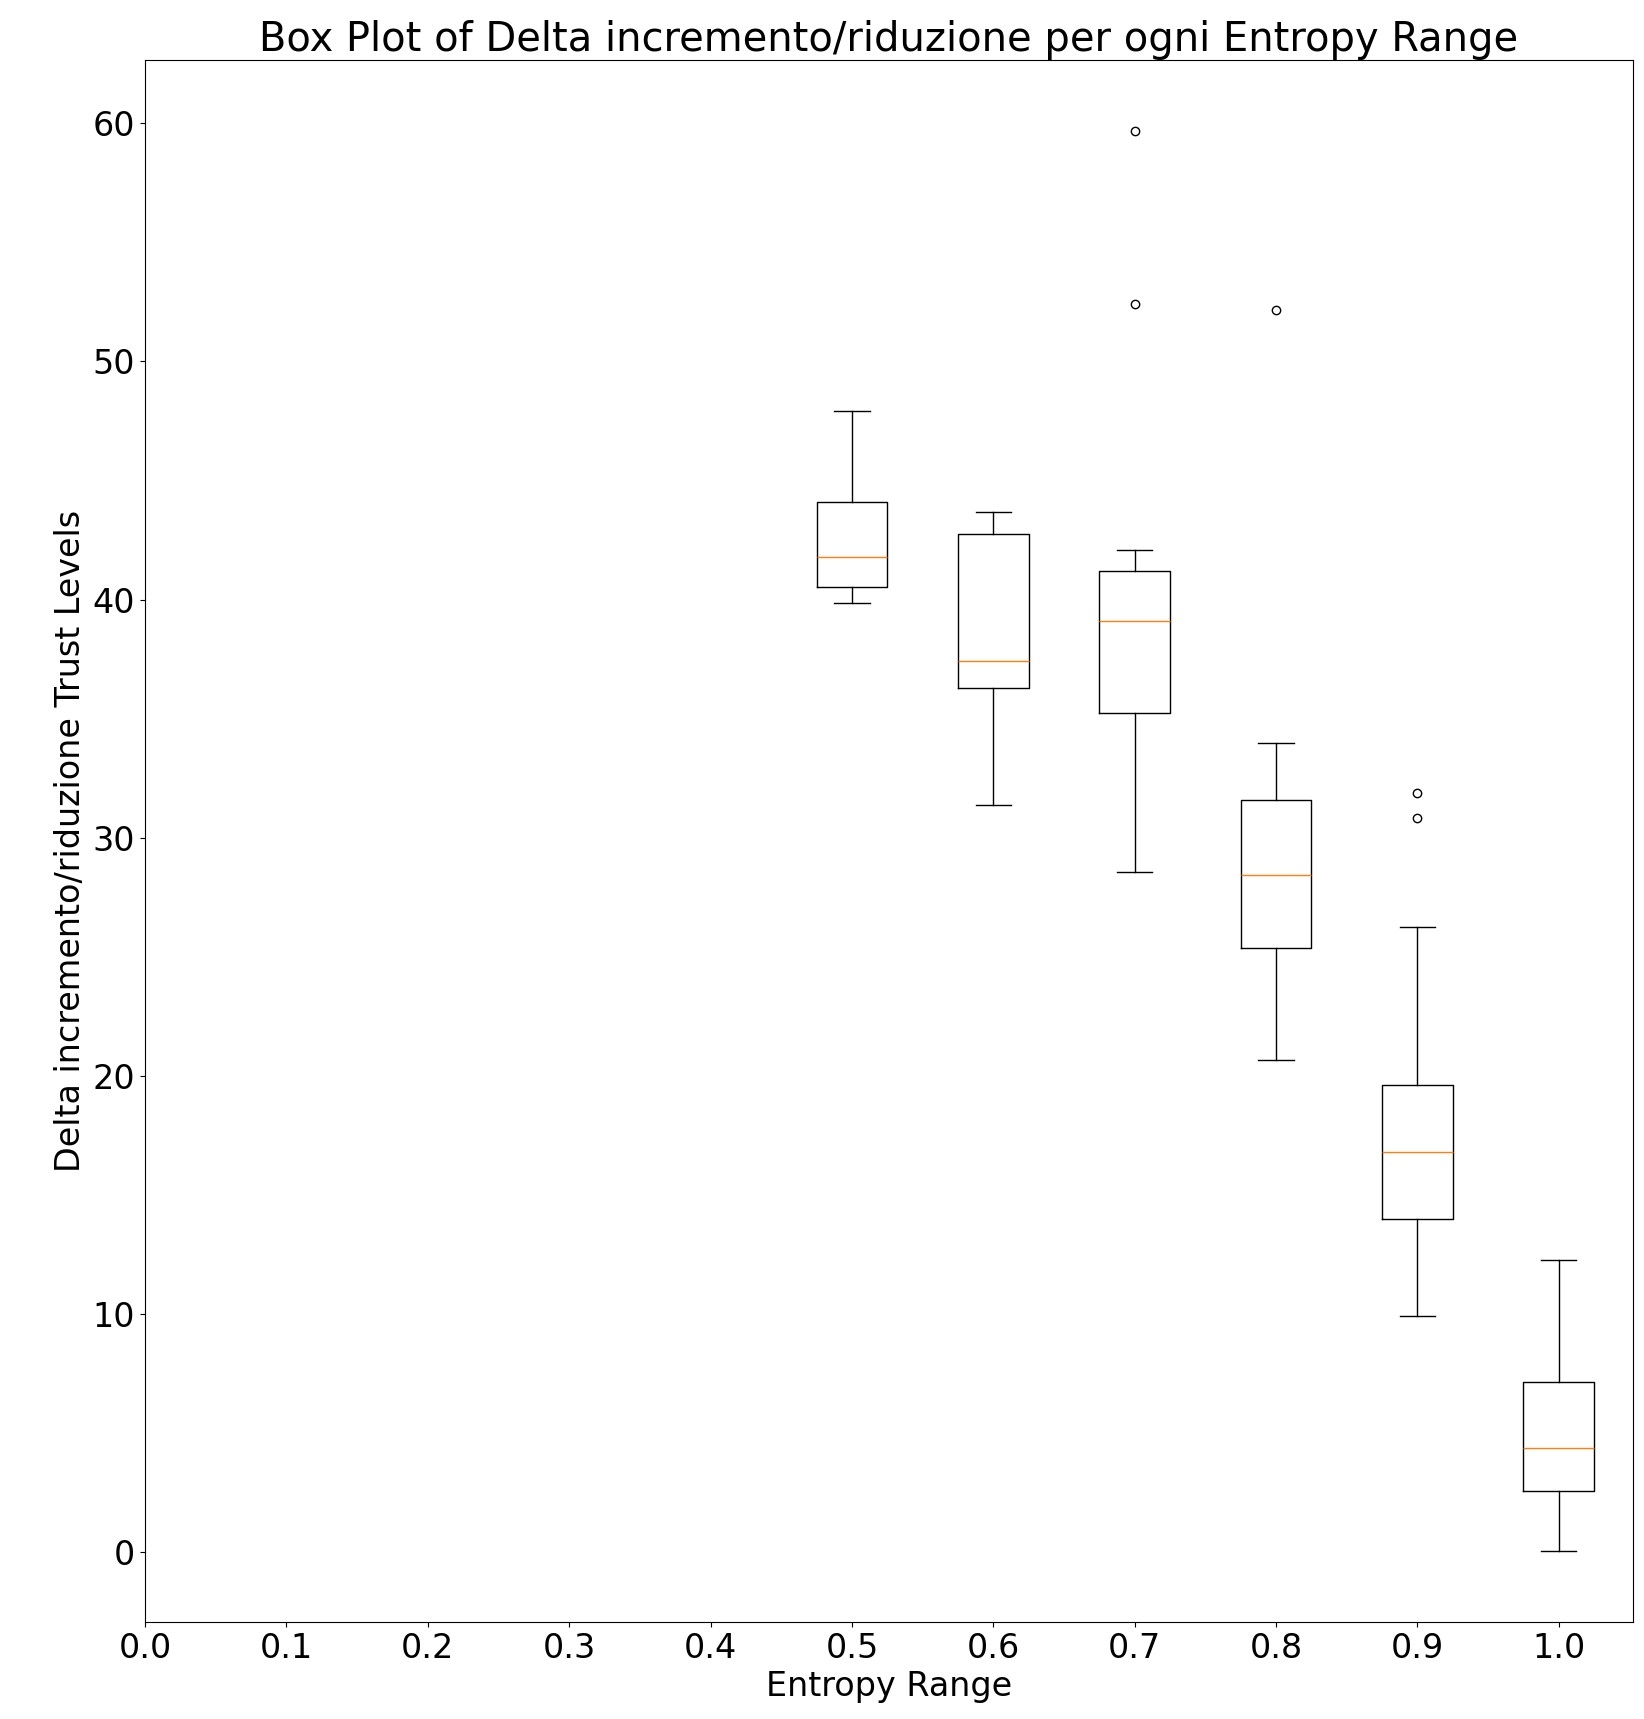 Box Plot of Delta incremento/riduzione per ogni Entropy Range
Delta incremento/riduzione Trust Levels
60
50
40
30
20
10
0
0.0 0.1 0.2 0.3 0.4 0.5 0.6 0.7 0.8 0.9 1.0
Entropy Range